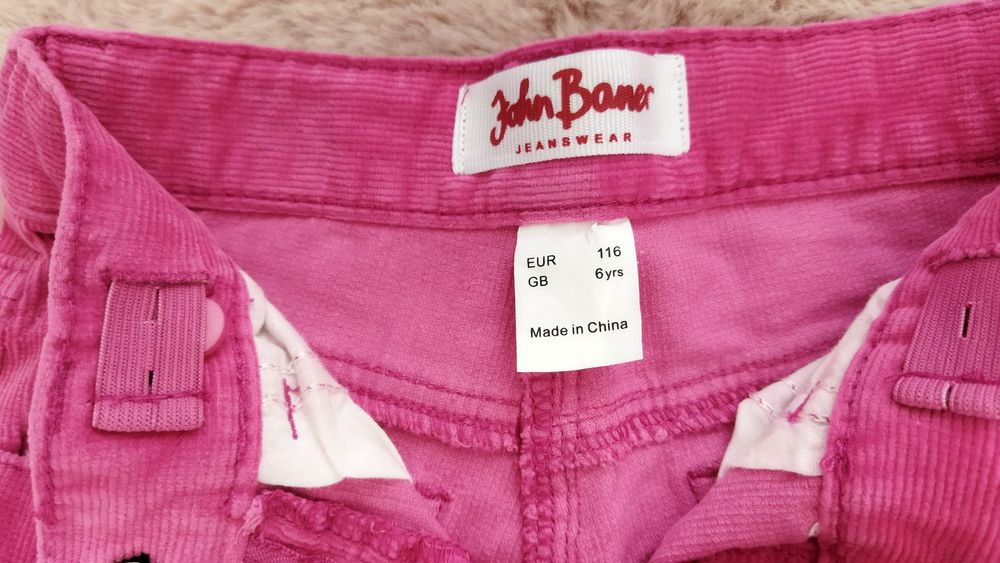 John Baner
JEANSWEAR
EUR 116
GB 6yrs
Made in China